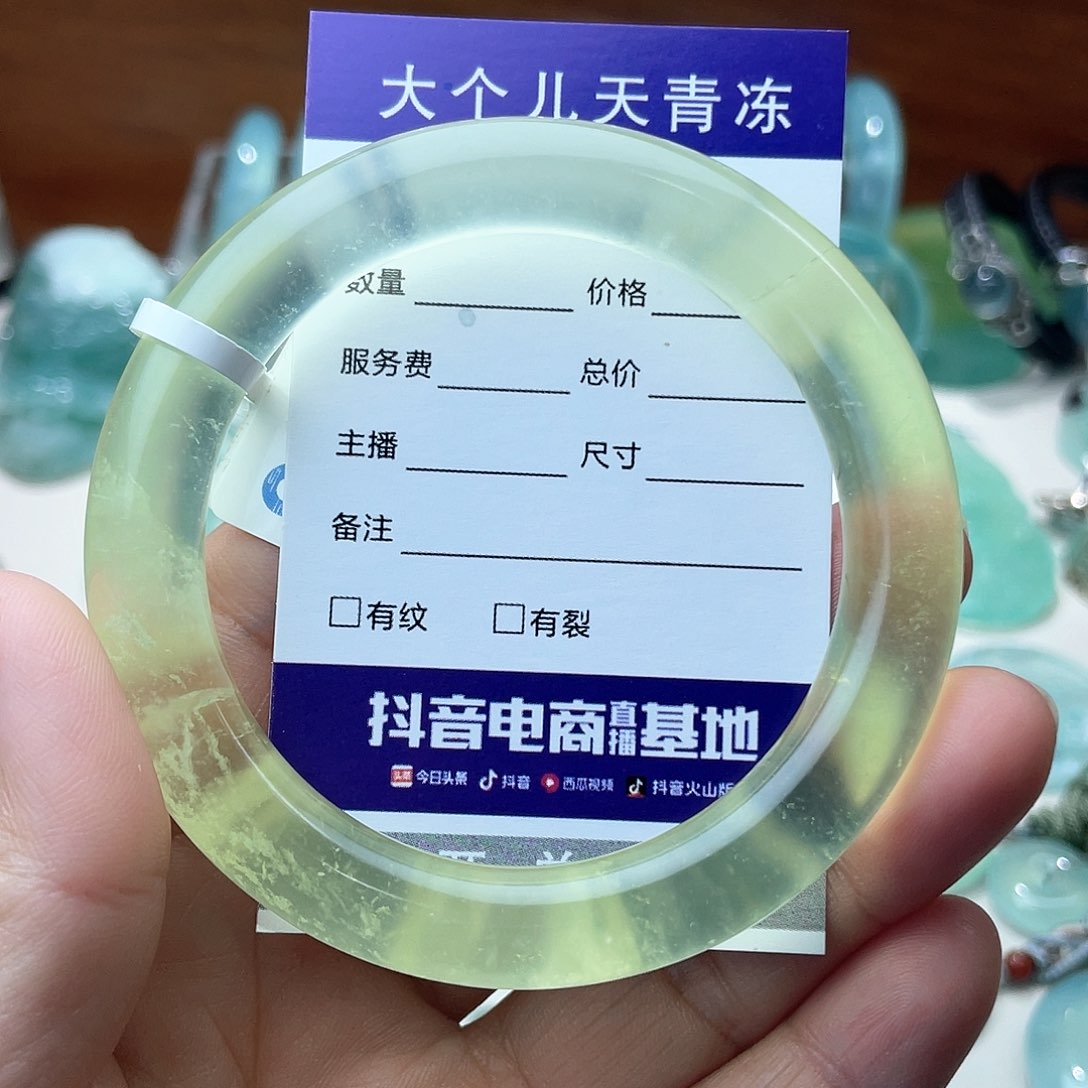 大个儿天青冻
数量 价格
服务费 总价
主播 尺寸
备注
有纹 有裂
抖音电商直播基地
头条 今日头条 抖音 西瓜视频 抖音火山版